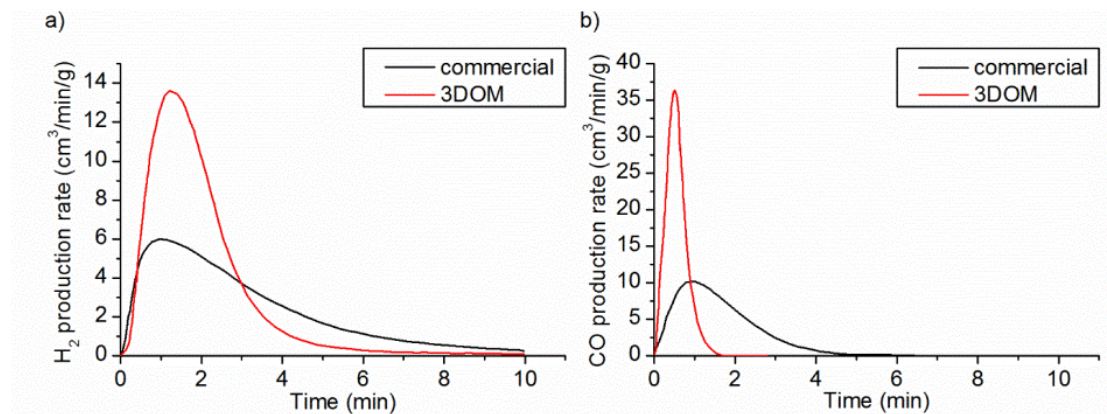 a)
H₂ production rate (cm³/min/g)
14
12
10
8
6
4
2
0
commercial
3DOM
0 2 4 6 8 10
Time (min)
b)
CO production rate (cm³/min/g)
40
35
30
25
20
15
10
5
0
commercial
3DOM
0 2 4 6 8 10
Time (min)